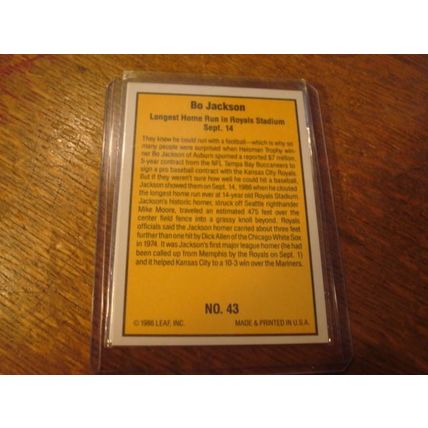 Bo Jackson
Longest Home Run in Royals Stadium
Sept. 14
They knew he could run with a football—which is why so
many people were surprised when Heisman Trophy win-
ner Bo Jackson of Auburn spurned a reported $7 million,
5-year contract from the NFL Tampa Bay Buccaneers to
sign a pro baseball contract with the Kansas City Royals.
But if they weren't sure how well he could hit a baseball,
Jackson showed them on Sept. 14, 1986 when he clouted
the longest home run ever at 14-year old Royals Stadium.
Jackson's historic homer, struck off Seattle righthander
Mike Moore, traveled an estimated 475 feet over the
center field fence into a grassy knoll beyond. Royals
officials said the Jackson homer carried about three feet
further than one hit by Dick Allen of the Chicago White Sox
in 1974. It was Jackson's first major league homer (he had
been called up from Memphis by the Royals on Sept. 1)
and it helped Kansas City to a 10-3 win over the Mariners.
NO. 43
© 1986 LEAF, INC. MADE & PRINTED IN U.S.A.